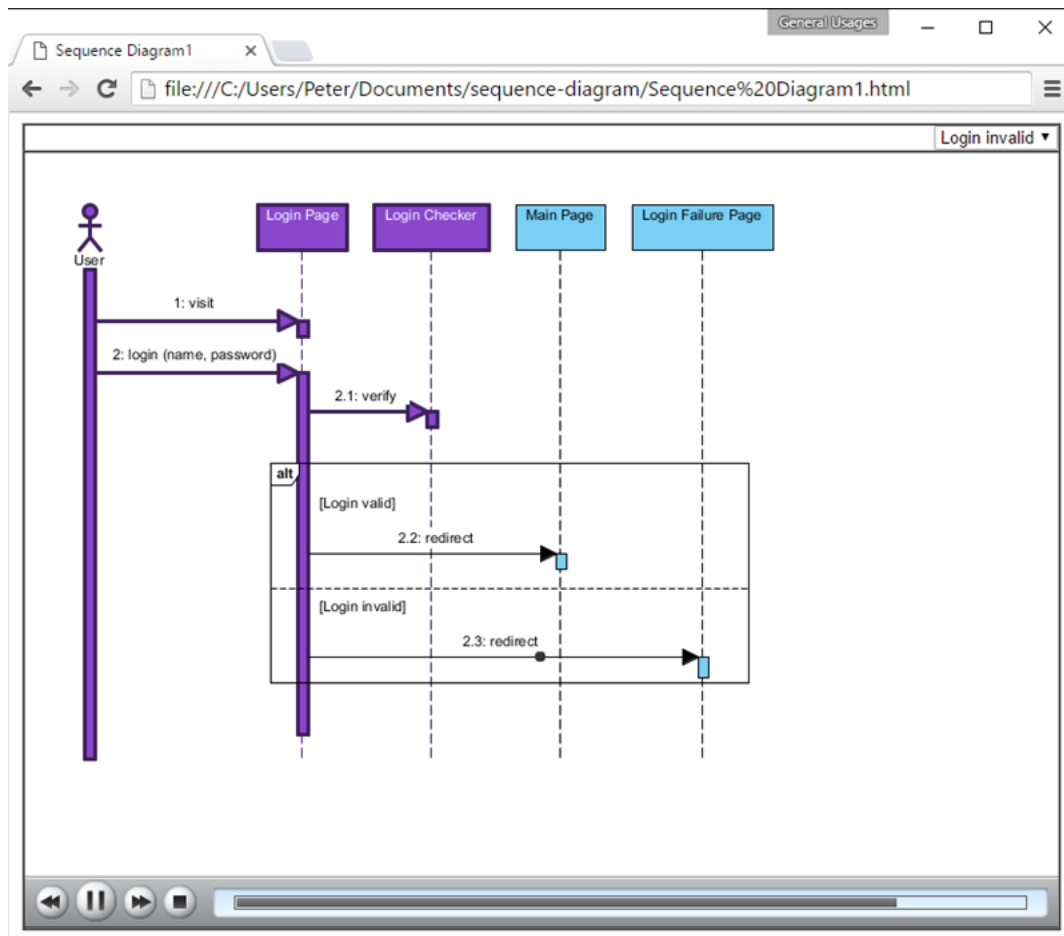 General Usages
Sequence Diagram1
file:///C:/Users/Peter/Documents/sequence-diagram/Sequence%20Diagram1.html
Login invalid
Login Page
Login Checker
Main Page
Login Failure Page
User
1: visit
2: login (name, password)
2.1: verify
alt
[Login valid]
2.2: redirect
[Login invalid]
2.3: redirect